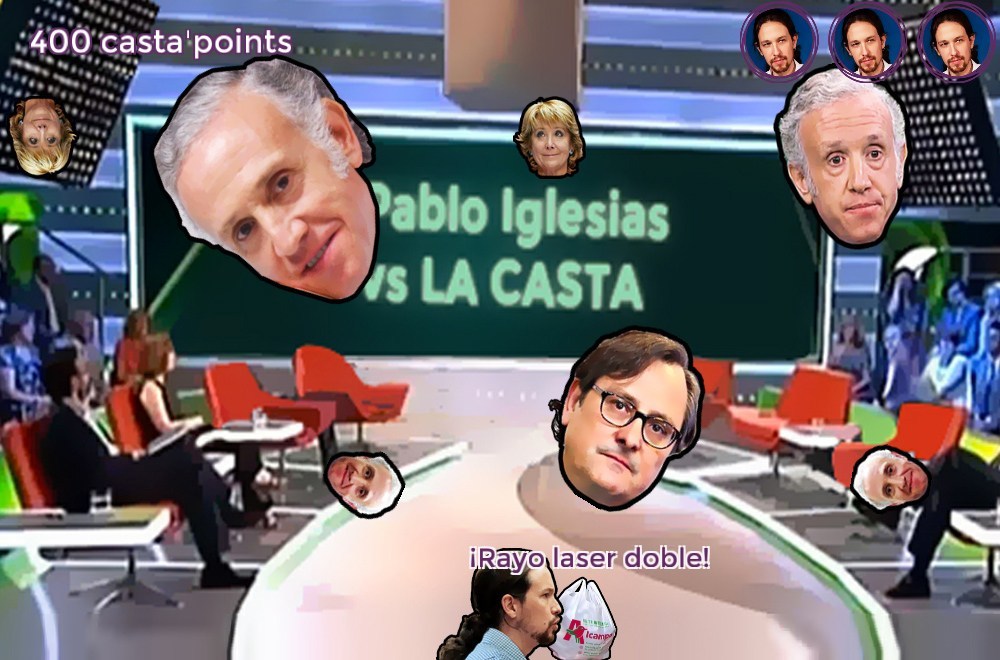 400 casta points
Pablo Iglesias
vs LA CASTA
¡Rayo laser doble!
Alcampo